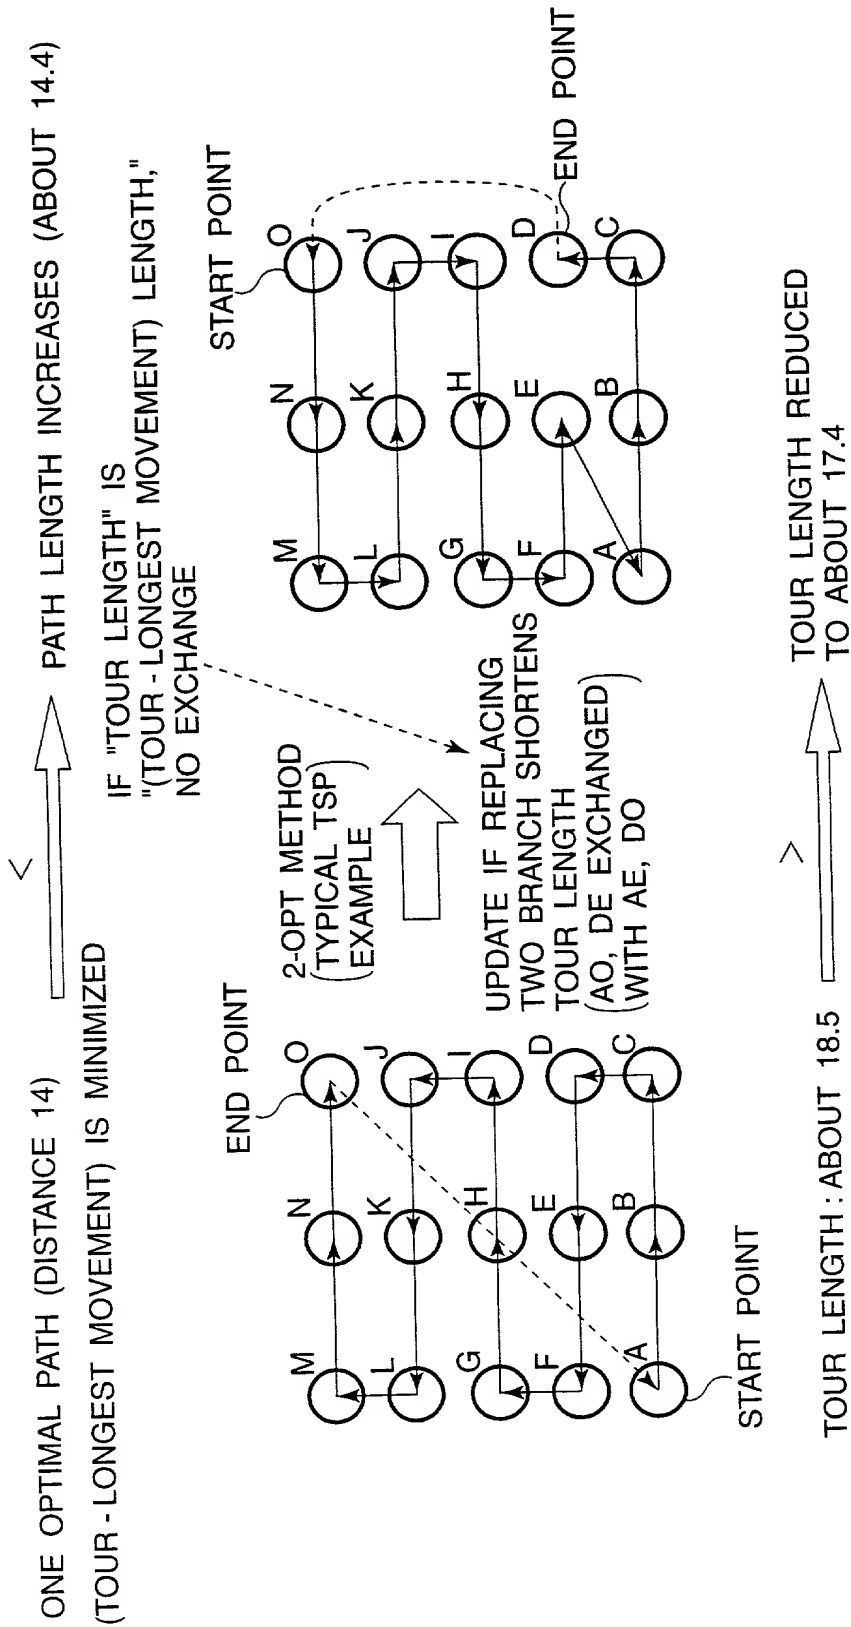 ONE OPTIMAL PATH (DISTANCE 14)
(TOUR - LONGEST MOVEMENT) IS MINIMIZED
<
PATH LENGTH INCREASES (ABOUT 14.4)
IF "TOUR LENGTH" IS
"(TOUR - LONGEST MOVEMENT) LENGTH,"
NO EXCHANGE
END POINT
M N O
L K J
G H I
F E D
A B C
START POINT
2-OPT METHOD
(TYPICAL TSP
EXAMPLE)
UPDATE IF REPLACING
TWO BRANCH SHORTENS
TOUR LENGTH
(AO, DE EXCHANGED
WITH AE, DO)
START POINT
M N O
L K J
G H I
F E D
END POINT
A B C
TOUR LENGTH : ABOUT 18.5
>
TOUR LENGTH REDUCED
TO ABOUT 17.4